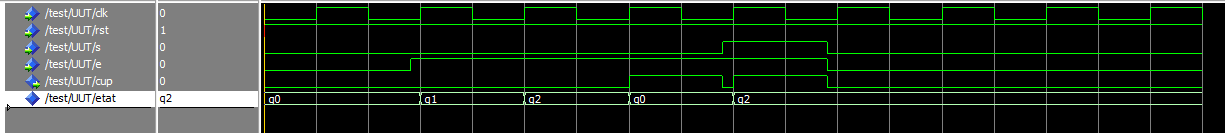 /test/UUT/clk 0
/test/UUT/rst 1
/test/UUT/s 0
/test/UUT/e 0
/test/UUT/cup 0
/test/UUT/etat q2 q0 q1 q2 q0 q2